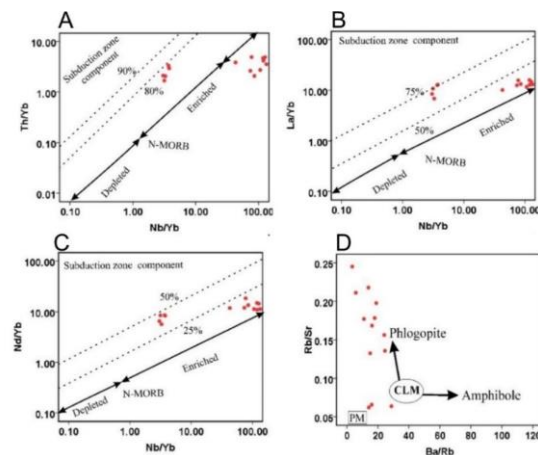 A
10.00
1.00
0.10
0.01
Th/Yb
Subduction zone
component
90%
80%
Enriched
N-MORB
Depleted
0.10
1.00
10.00
100.00
Nb/Yb
B
100.00
10.00
1.00
0.10
La/Yb
Subduction zone component
75%
50%
Enriched
N-MORB
Depleted
0.10
1.00
10.00
100.00
Nb/Yb
C
100.00
10.00
1.00
0.10
Nd/Yb
Subduction zone component
50%
25%
Enriched
N-MORB
Depleted
0.10
1.00
10.00
100.00
Nb/Yb
D
0.25
0.20
0.15
0.10
0.05
Rb/Sr
Phlogopite
CLM
Amphibole
PM
0
20
40
60
80
100
120
Ba/Rb